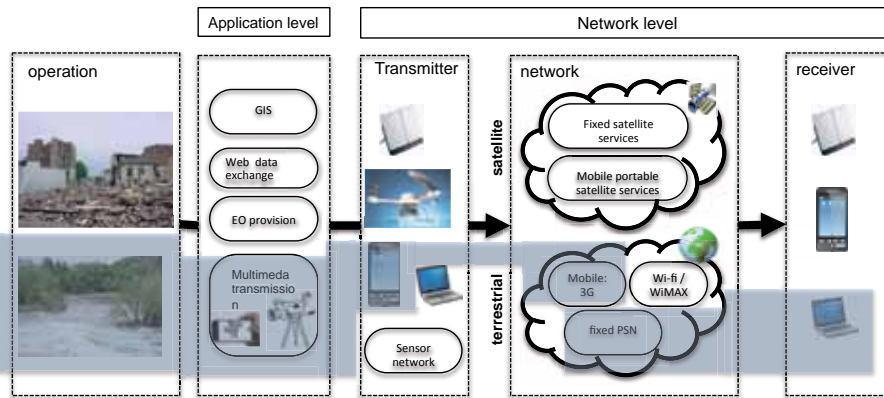 Application level
Network level
operation
GIS
Web data
exchange
EO provision
Multimeda
transmissio
n
Transmitter
Sensor
network
network
satellite
Fixed satellite
services
Mobile portable
satellite services
terrestrial
Mobile:
3G
Wi-fi /
WiMAX
fixed PSN
receiver